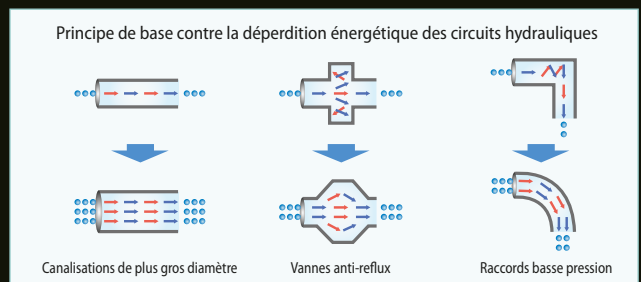 Principe de base contre la déperdition énergétique des circuits hydrauliques
Canalisations de plus gros diamètre
Vannes anti-reflux
Raccords basse pression